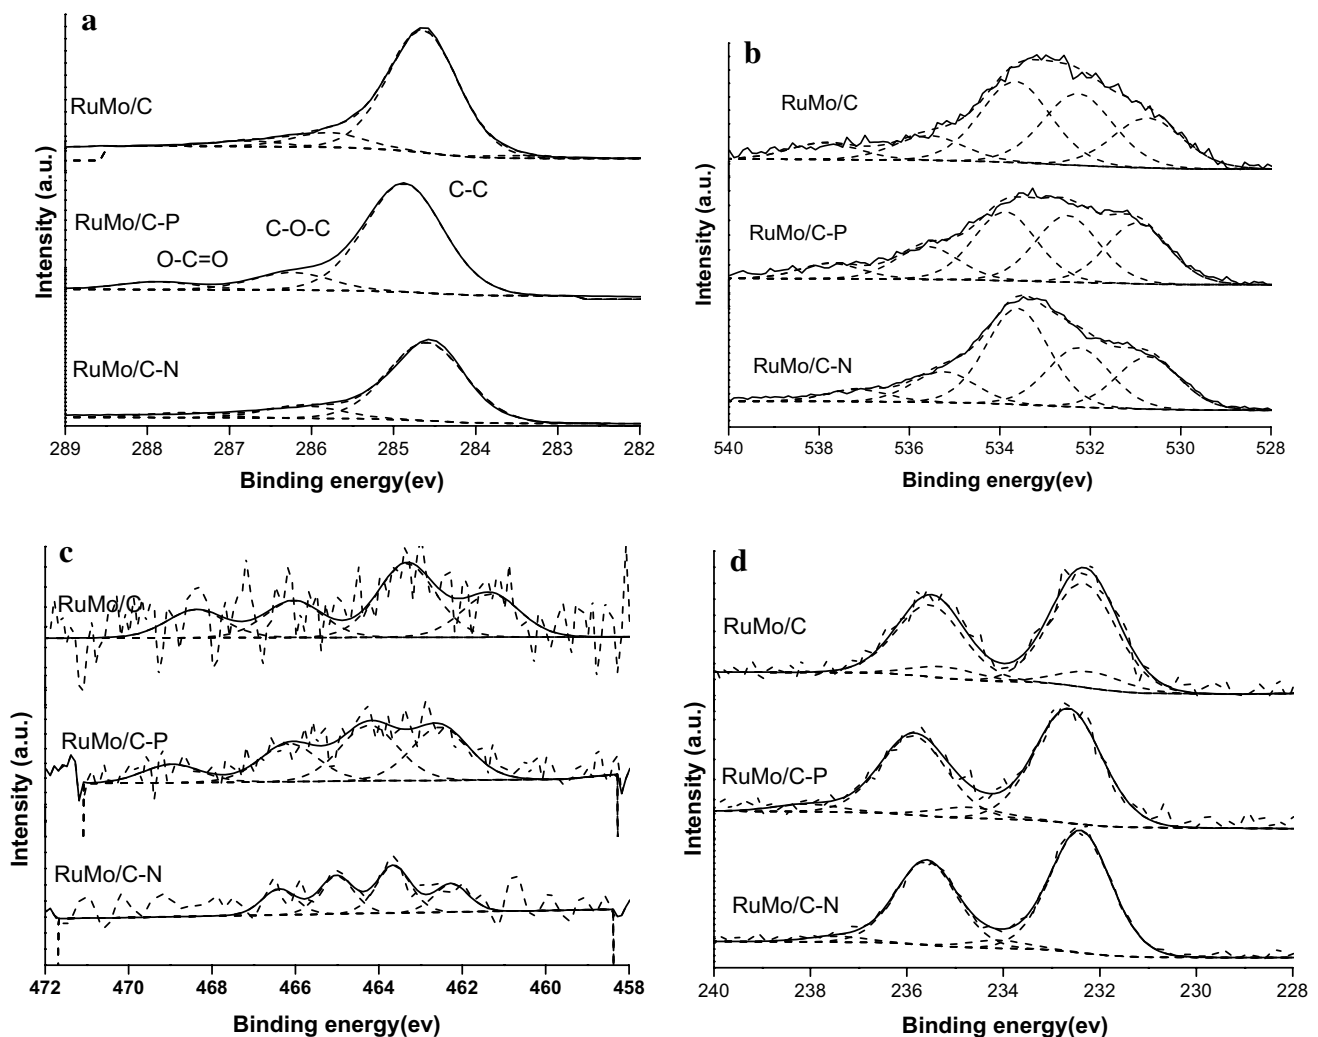 a
RuMo/C
C-C
RuMo/C-P
C-O-C
O-C=O
RuMo/C-N
Intensity (a.u.)
289 288 287 286 285 284 283 282
Binding energy(ev)
b
RuMo/C
RuMo/C-P
RuMo/C-N
Intensity (a.u.)
540 538 536 534 532 530 528
Binding energy(ev)
c
RuMo/C
RuMo/C-P
RuMo/C-N
Intensity (a.u.)
472 470 468 466 464 462 460 458
Binding energy(ev)
d
RuMo/C
RuMo/C-P
RuMo/C-N
Intensity (a.u.)
240 238 236 234 232 230 228
Binding energy(ev)